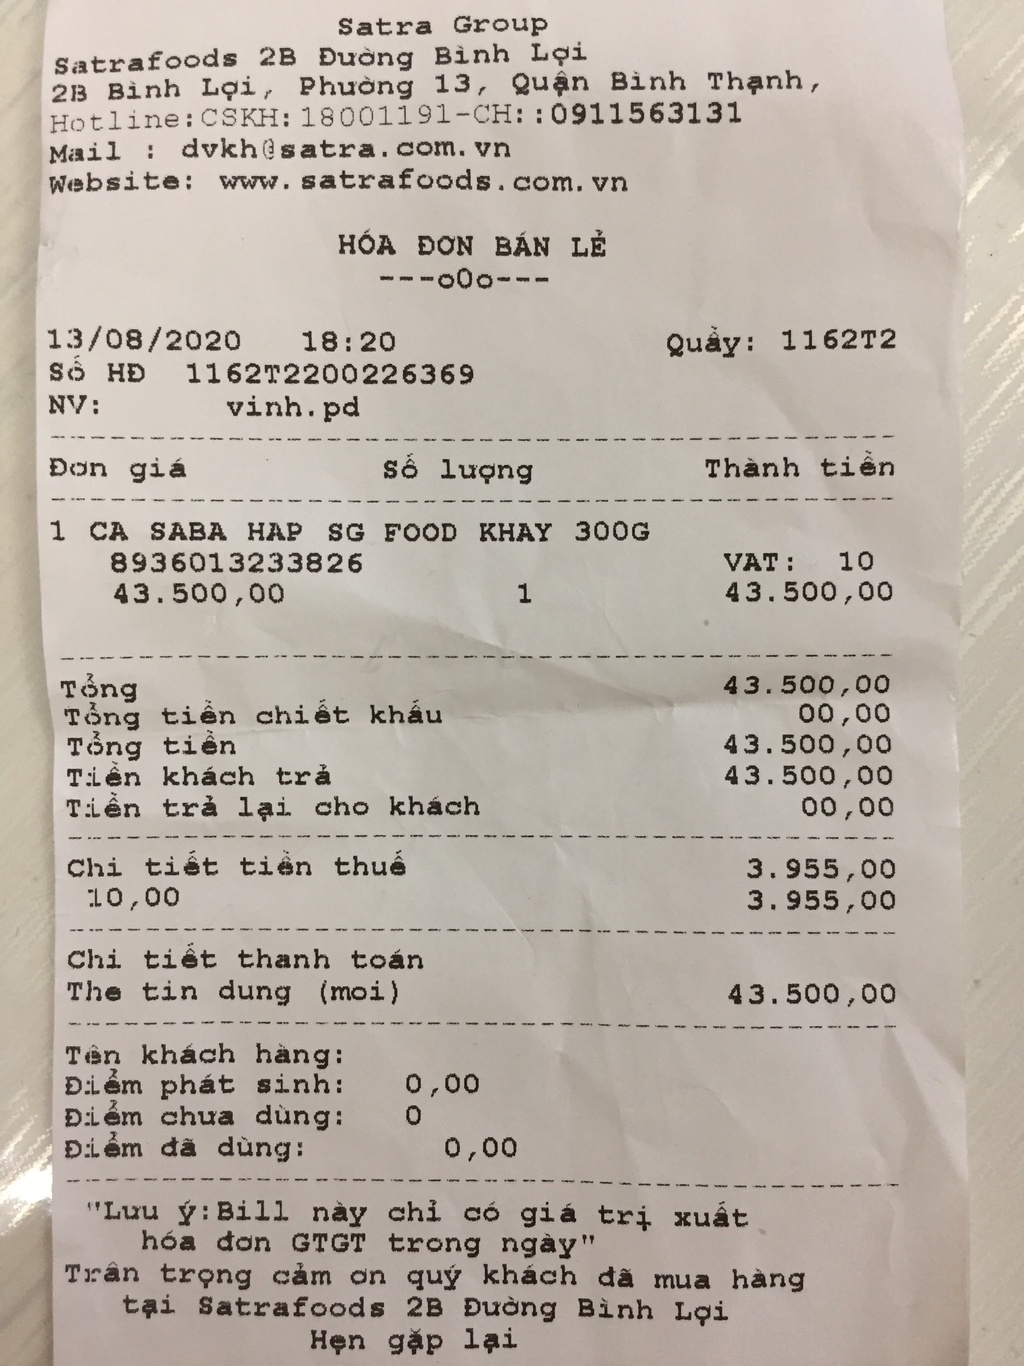 Satra Group
Satrafoods 2B Đường Bình Lợi
2B Bình Lợi, Phường 13, Quận Bình Thạnh,
Hotline:CSKH:18001191-CH::0911563131
Mail : dvkh@satra.com.vn
Website: www.satrafoods.com.vn
HÓA ĐƠN BÁN LẺ
---o0o---
13/08/2020 18:20 Quầy: 1162T2
Số HĐ 1162T2200226369
NV: vinh.pd
Đơn giá Số lượng Thành tiền
1 CA SABA HAP SG FOOD KHAY 300G
8936013233826 VAT: 10
43.500,00 1 43.500,00
Tổng 43.500,00
Tổng tiền chiết khấu 00,00
Tổng tiền 43.500,00
Tiền khách trả 43.500,00
Tiền trả lại cho khách 00,00
Chi tiết tiền thuế 3.955,00
10,00 3.955,00
Chi tiết thanh toán
The tin dung (moi) 43.500,00
Tên khách hàng:
Điểm phát sinh: 0,00
Điểm chưa dùng: 0
Điểm đã dùng: 0,00
"Lưu ý:Bill này chỉ có giá trị xuất
hóa đơn GTGT trong ngày"
Trân trọng cảm ơn quý khách đã mua hàng
tại Satrafoods 2B Đường Bình Lợi
Hẹn gặp lại